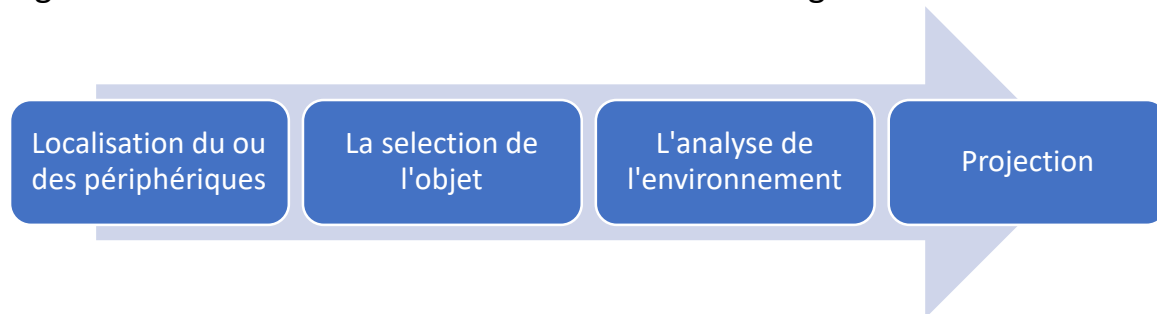 Localisation du ou
des périphériques
La selection de
l'objet
L'analyse de
l'environnement
Projection